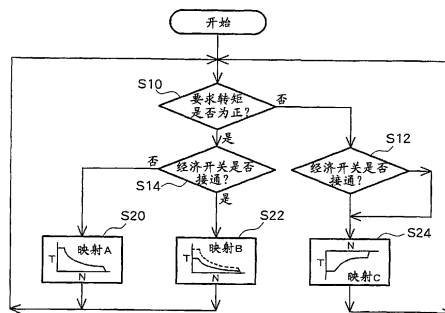 开始
S10
要求转矩
是否为正?
否
是
S12
经济开关是否
接通?
否
经济开关是否
接通?
S14
是
S20
映射A
T
N
S22
映射B
T
N
S24
N
T
映射C